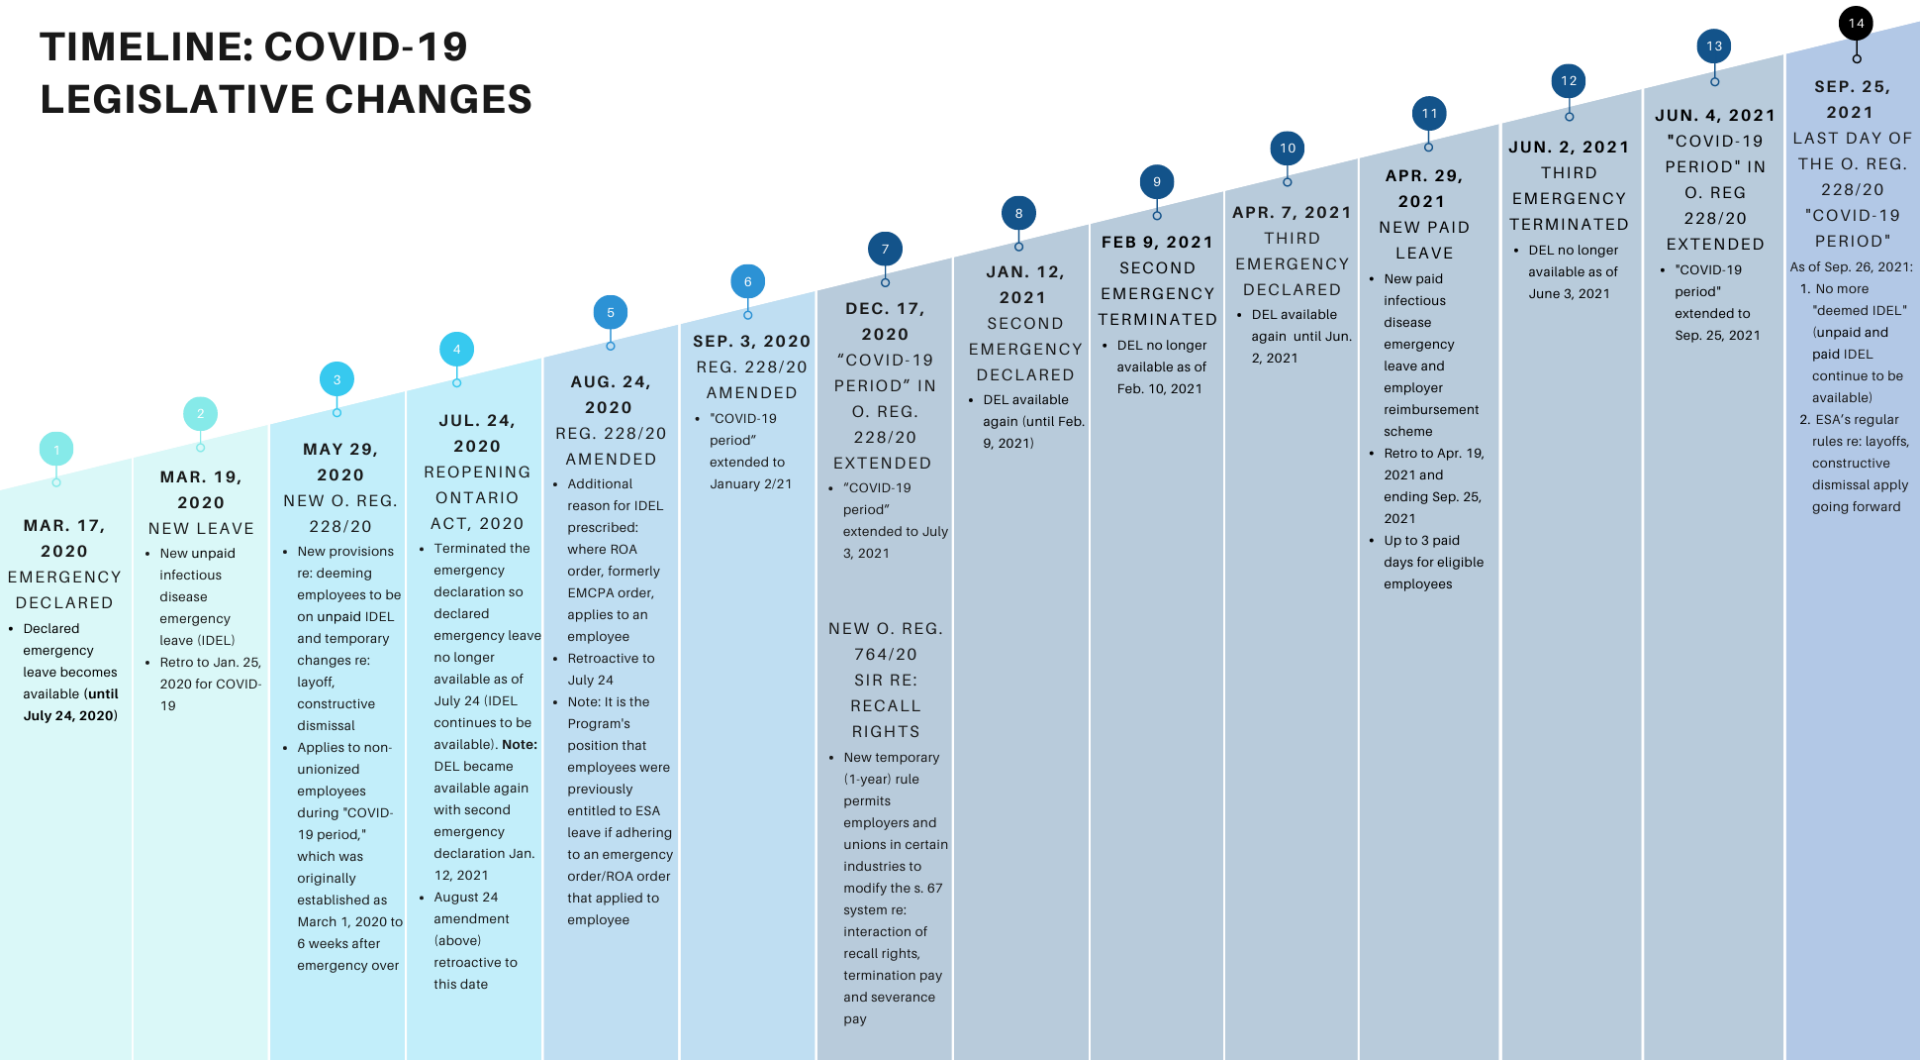 TIMELINE: COVID-19
LEGISLATIVE CHANGES
1
MAR. 17,
2020
EMERGENCY
DECLARED
• Declared
emergency
leave becomes
available (until
July 24, 2020)
2
MAR. 19,
2020
NEW LEAVE
• New unpaid
infectious
disease
emergency
leave (IDEL)
• Retro to Jan. 25,
2020 for COVID-
19
3
MAY 29,
2020
NEW O. REG.
228/20
• New provisions
re: deeming
employees to be
on unpaid IDEL
and temporary
changes re:
layoff,
constructive
dismissal
• Applies to non-
unionized
employees
during "COVID-
19 period,"
which was
originally
established as
March 1, 2020 to
6 weeks after
emergency over
4
JUL. 24,
2020
REOPENING
ONTARIO
ACT, 2020
• Terminated the
emergency
declaration so
declared
emergency leave
no longer
available as of
July 24 (IDEL
continues to be
available). Note:
DEL became
available again
with second
emergency
declaration Jan.
12, 2021
• August 24
amendment
(above)
retroactive to
this date
5
AUG. 24,
2020
REG. 228/20
AMENDED
• Additional
reason for IDEL
prescribed:
where ROA
order, formerly
EMCPA order,
applies to an
employee
• Retroactive to
July 24
• Note: It is the
Program's
position that
employees were
previously
entitled to ESA
leave if adhering
to an emergency
order/ROA order
that applied to
employee
6
SEP. 3, 2020
REG. 228/20
AMENDED
• "COVID-19
period”
extended to
January 2/21
7
DEC. 17,
2020
“COVID-19
PERIOD” IN
O. REG.
228/20
EXTENDED
• “COVID-19
period”
extended to July
3, 2021
NEW O. REG.
764/20
SIR RE:
RECALL
RIGHTS
• New temporary
(1-year) rule
permits
employers and
unions in certain
industries to
modify the s. 67
system re:
interaction of
recall rights,
termination pay
and severance
pay
8
JAN. 12,
2021
SECOND
EMERGENCY
DECLARED
• DEL available
again (until Feb.
9, 2021)
9
FEB 9, 2021
SECOND
EMERGENCY
TERMINATED
• DEL no longer
available as of
Feb. 10, 2021
10
APR. 7, 2021
THIRD
EMERGENCY
DECLARED
• DEL available
again until Jun.
2, 2021
11
APR. 29,
2021
NEW PAID
LEAVE
• New paid
infectious
disease
emergency
leave and
employer
reimbursement
scheme
• Retro to Apr. 19,
2021 and
ending Sep. 25,
2021
• Up to 3 paid
days for eligible
employees
12
JUN. 2, 2021
THIRD
EMERGENCY
TERMINATED
• DEL no longer
available as of
June 3, 2021
13
JUN. 4, 2021
"COVID-19
PERIOD" IN
O. REG
228/20
EXTENDED
• "COVID-19
period"
extended to
Sep. 25, 2021
14
SEP. 25,
2021
LAST DAY OF
THE O. REG.
228/20
"COVID-19
PERIOD"
As of Sep. 26, 2021:
1. No more
"deemed IDEL"
(unpaid and
paid IDEL
continue to be
available)
2. ESA’s regular
rules re: layoffs,
constructive
dismissal apply
going forward